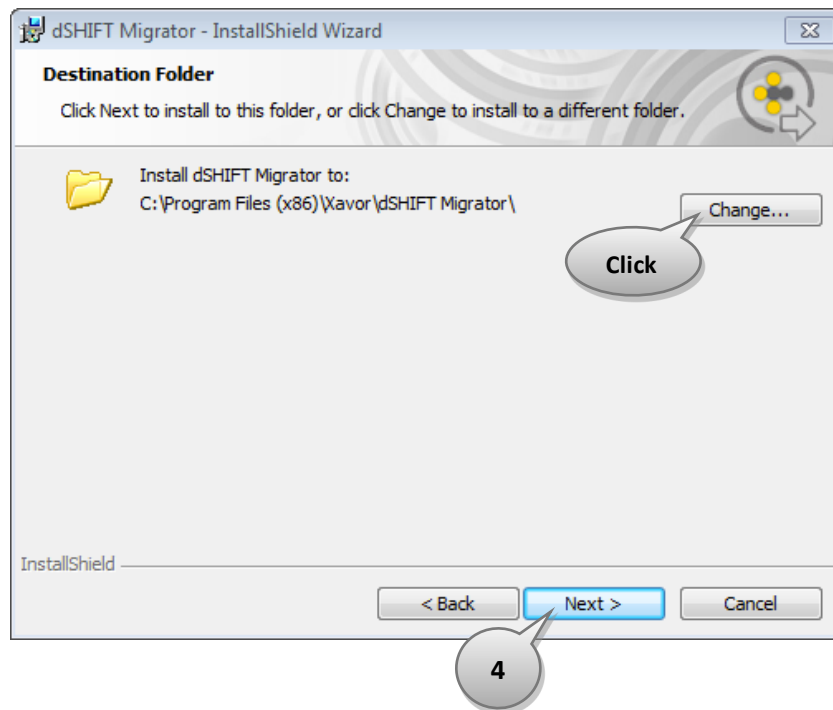 dSHIFT Migrator - InstallShield Wizard
Destination Folder
Click Next to install to this folder, or click Change to install to a different folder.
Install dSHIFT Migrator to:
C:\Program Files (x86)\Xavor\dSHIFT Migrator\
Change...
Click
InstallShield
< Back
Next >
Cancel
4